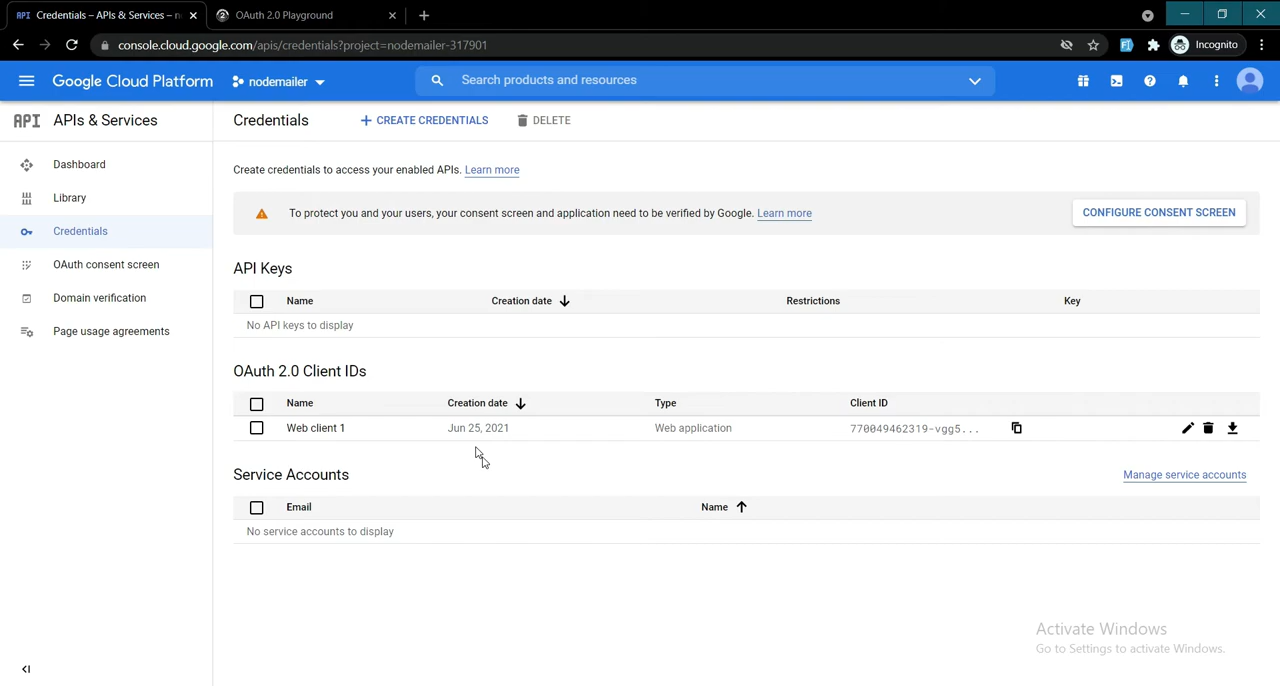 API Credentials – APIs & Services – n
OAuth 2.0 Playground
console.cloud.google.com/apis/credentials?project=nodemailer-317901
Incognito
Google Cloud Platform
nodemailer
Search products and resources
API APIs & Services
Credentials
CREATE CREDENTIALS
DELETE
Dashboard
Library
Credentials
OAuth consent screen
Domain verification
Page usage agreements
Create credentials to access your enabled APIs. Learn more
To protect you and your users, your consent screen and application need to be verified by Google. Learn more
CONFIGURE CONSENT SCREEN
API Keys
Name Creation date Restrictions Key
No API keys to display
OAuth 2.0 Client IDs
Name Creation date Type Client ID
Web client 1 Jun 25, 2021 Web application 770049462319-vgg5...
Service Accounts
Manage service accounts
Email Name
No service accounts to display
Activate Windows
Go to Settings to activate Windows.